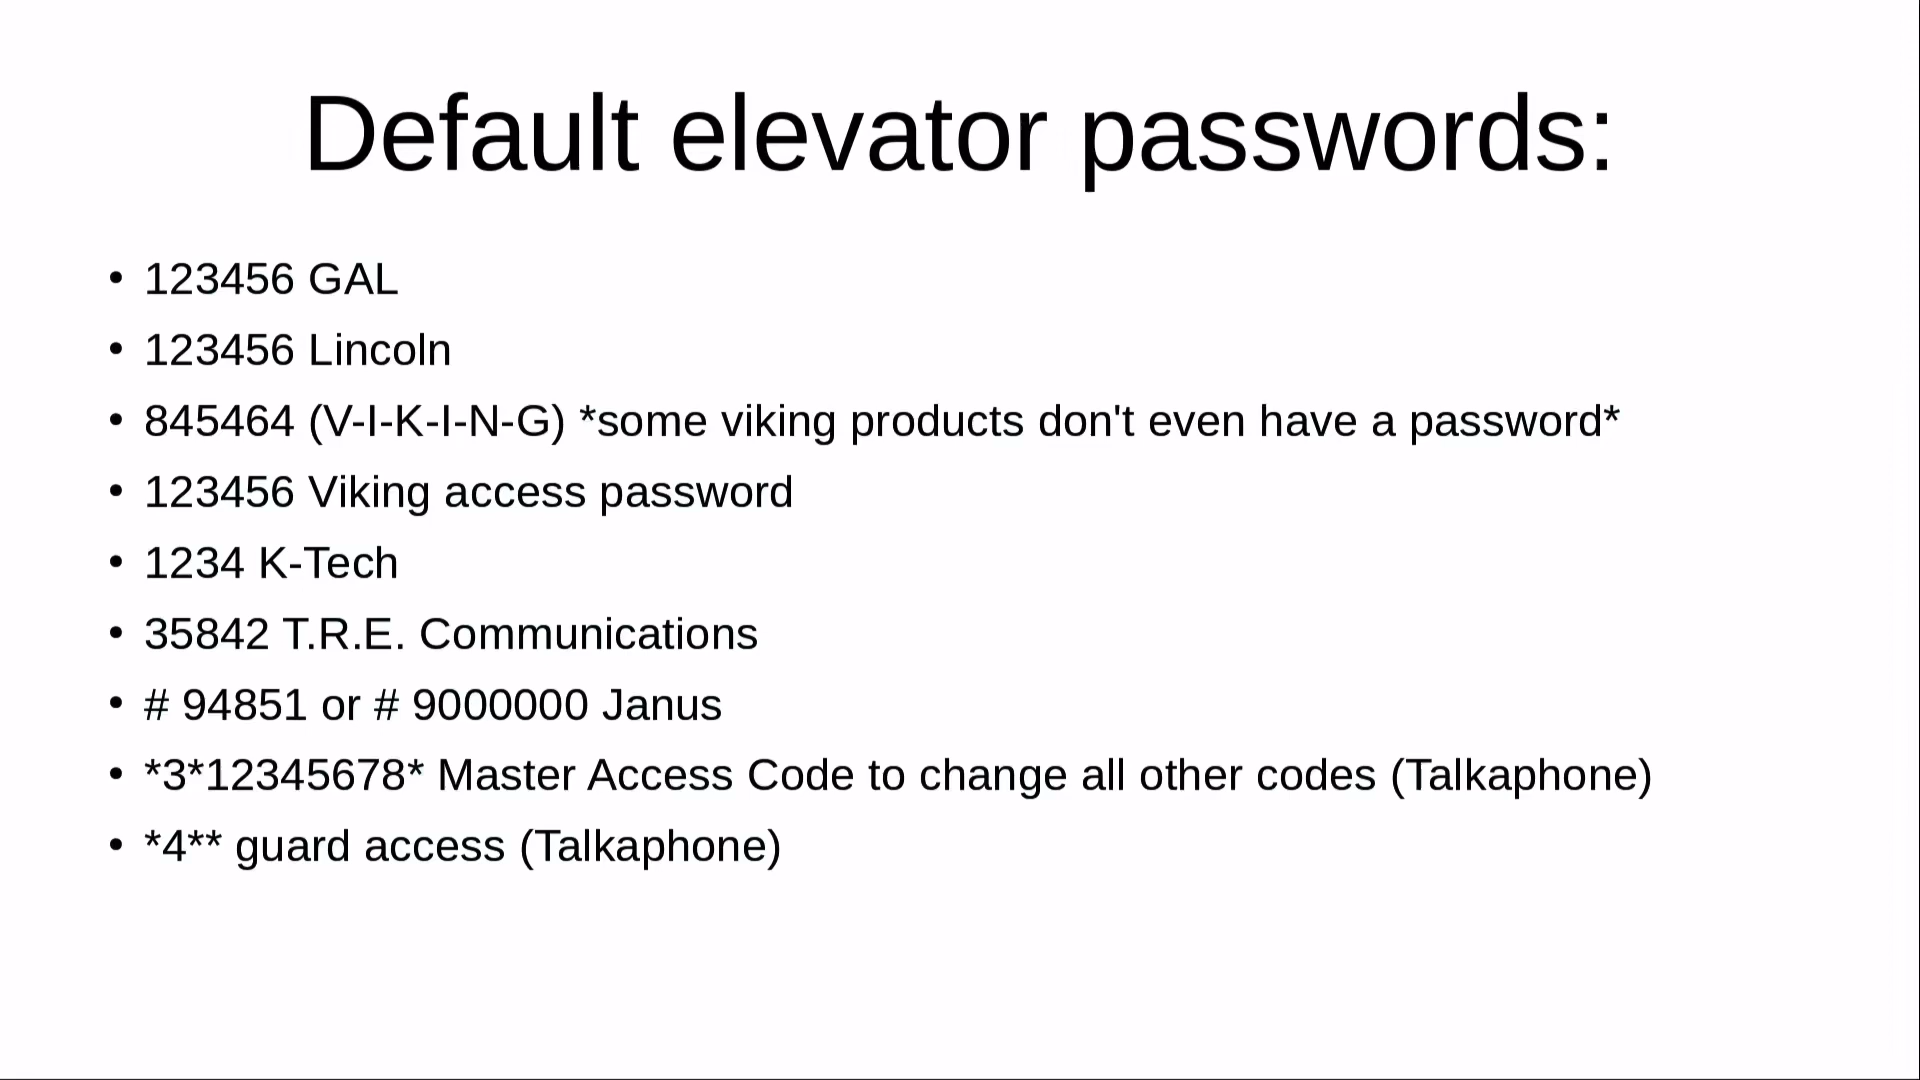 Default elevator passwords:
• 123456 GAL
• 123456 Lincoln
• 845464 (V-I-K-I-N-G) *some viking products don't even have a password*
• 123456 Viking access password
• 1234 K-Tech
• 35842 T.R.E. Communications
• # 94851 or # 9000000 Janus
• *3*12345678* Master Access Code to change all other codes (Talkaphone)
• *4** guard access (Talkaphone)